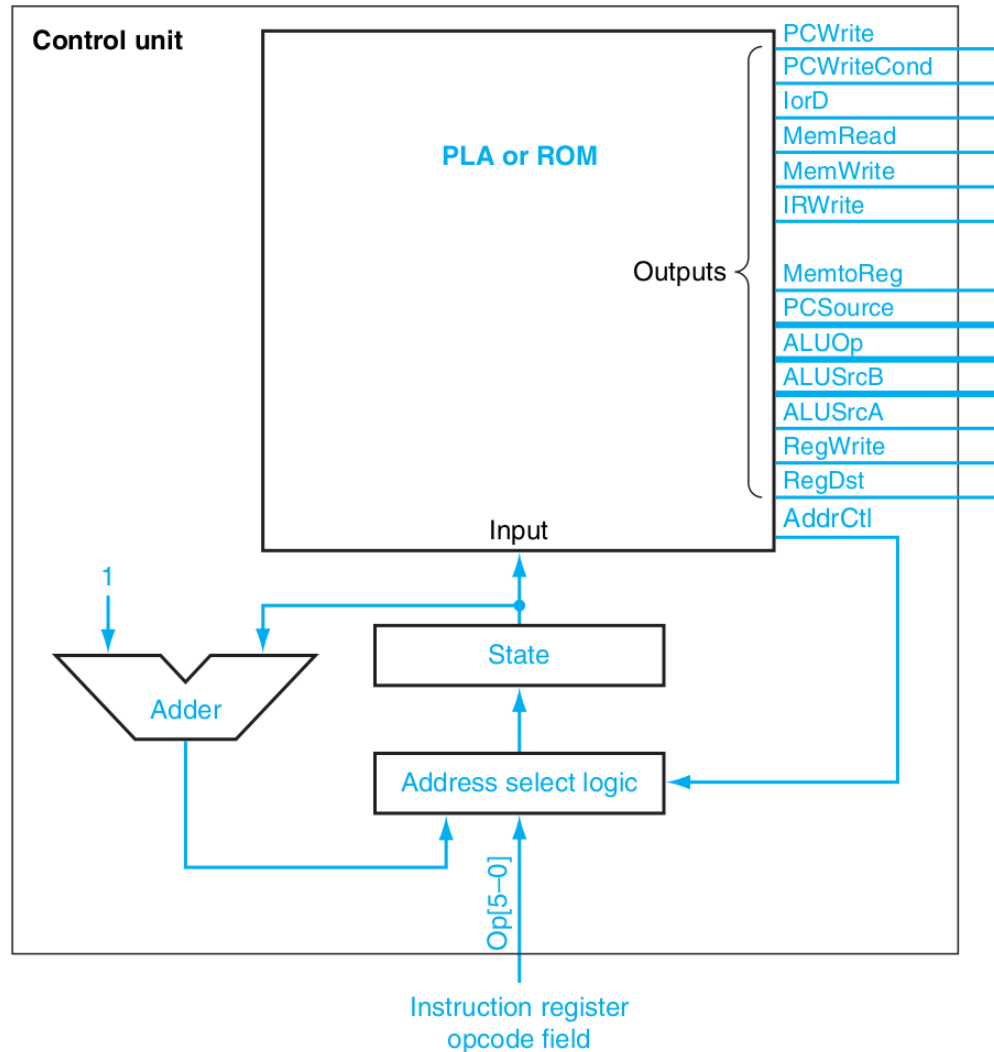 Control unit
PLA or ROM
Outputs
Input
PCWrite
PCWriteCond
IorD
MemRead
MemWrite
IRWrite
MemtoReg
PCSource
ALUOp
ALUSrcB
ALUSrcA
RegWrite
RegDst
AddrCtl
1
State
Adder
Address select logic
Op[5–0]
Instruction register
opcode field